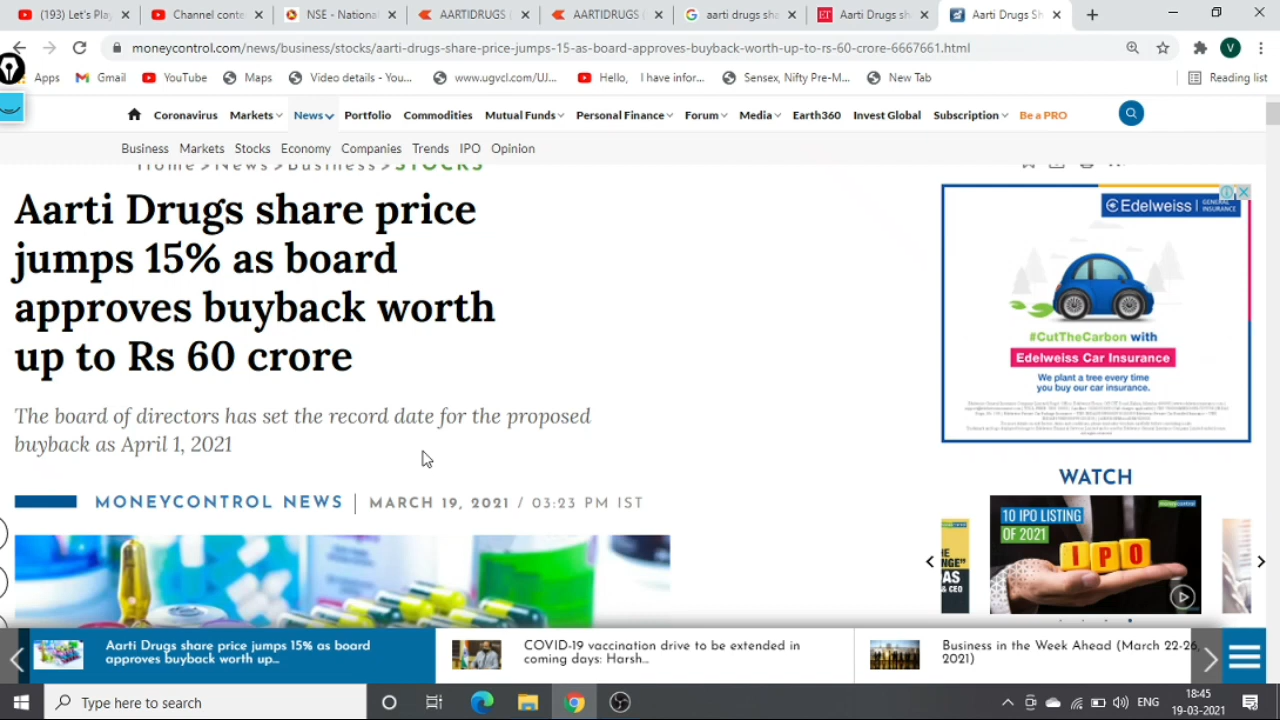 (193) Let's Play
Channel conte
NSE - Nationa
AARTIDRUGS
AARTIDRUGS
aarti drugs sha
Aarti Drugs sh
Aarti Drugs Sh
moneycontrol.com/news/business/stocks/aarti-drugs-share-price-jumps-15-as-board-approves-buyback-worth-up-to-rs-60-crore-6667661.html
V
Apps
Gmail
YouTube
Maps
Video details - You...
www.ugvcl.com/UJ...
Hello, I have infor...
Sensex, Nifty Pre-M...
New Tab
Reading list
Coronavirus Markets News Portfolio Commodities Mutual Funds Personal Finance Forum Media Earth360 Invest Global Subscription Be a PRO
Business Markets Stocks Economy Companies Trends IPO Opinion
Home > News > Business > STOCKS
Aarti Drugs share price
jumps 15% as board
approves buyback worth
up to Rs 60 crore
The board of directors has set the record date for the proposed
buyback as April 1, 2021
MONEYCONTROL NEWS | MARCH 19, 2021 / 03:23 PM IST
Edelweiss | GENERAL INSURANCE
#CutTheCarbon with
Edelweiss Car Insurance
We plant a tree every time
you buy our car insurance.
WATCH
10 IPO LISTING
OF 2021
I P O
AS
& CEO
Aarti Drugs share price jumps 15% as board
approves buyback worth up...
COVID-19 vaccination drive to be extended in
coming days: Harsh...
Business in the Week Ahead (March 22-26,
2021)
Type here to search
ENG
18:45
19-03-2021